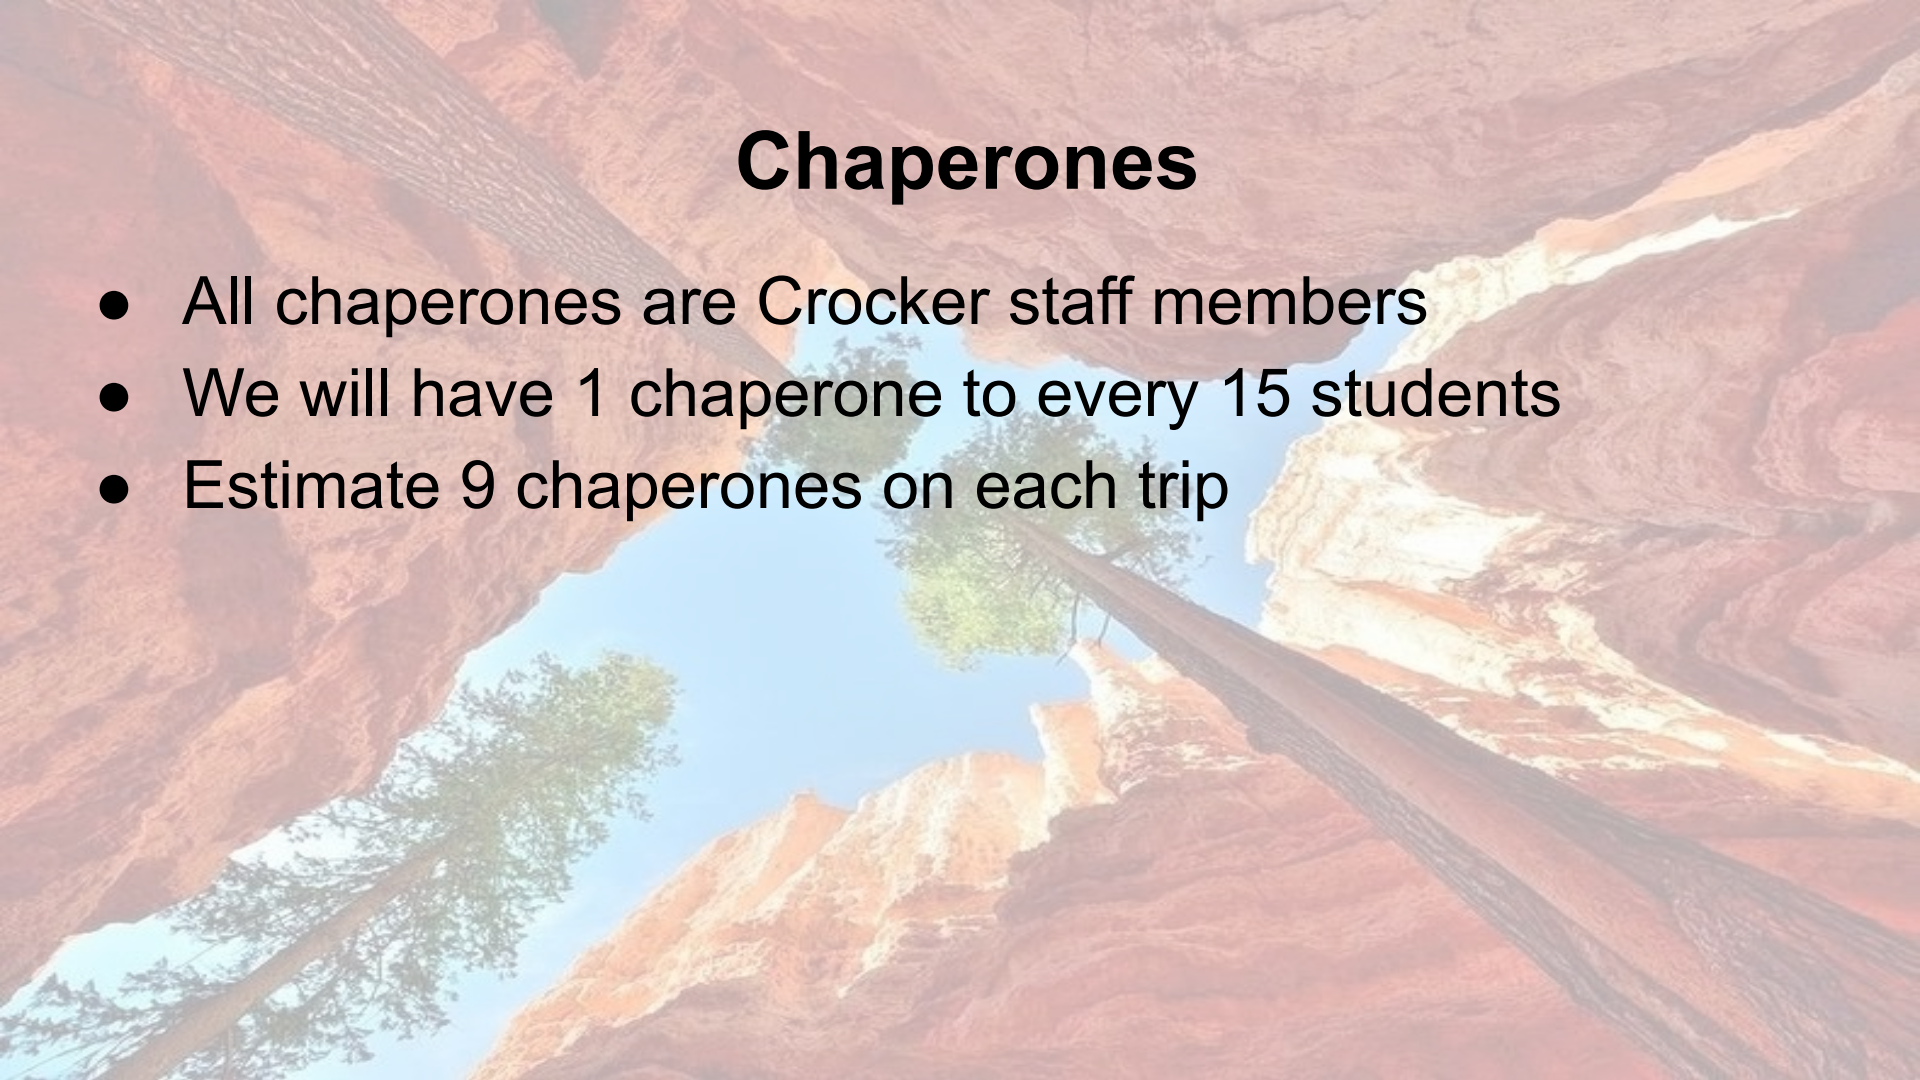 Chaperones
● All chaperones are Crocker staff members
● We will have 1 chaperone to every 15 students
● Estimate 9 chaperones on each trip